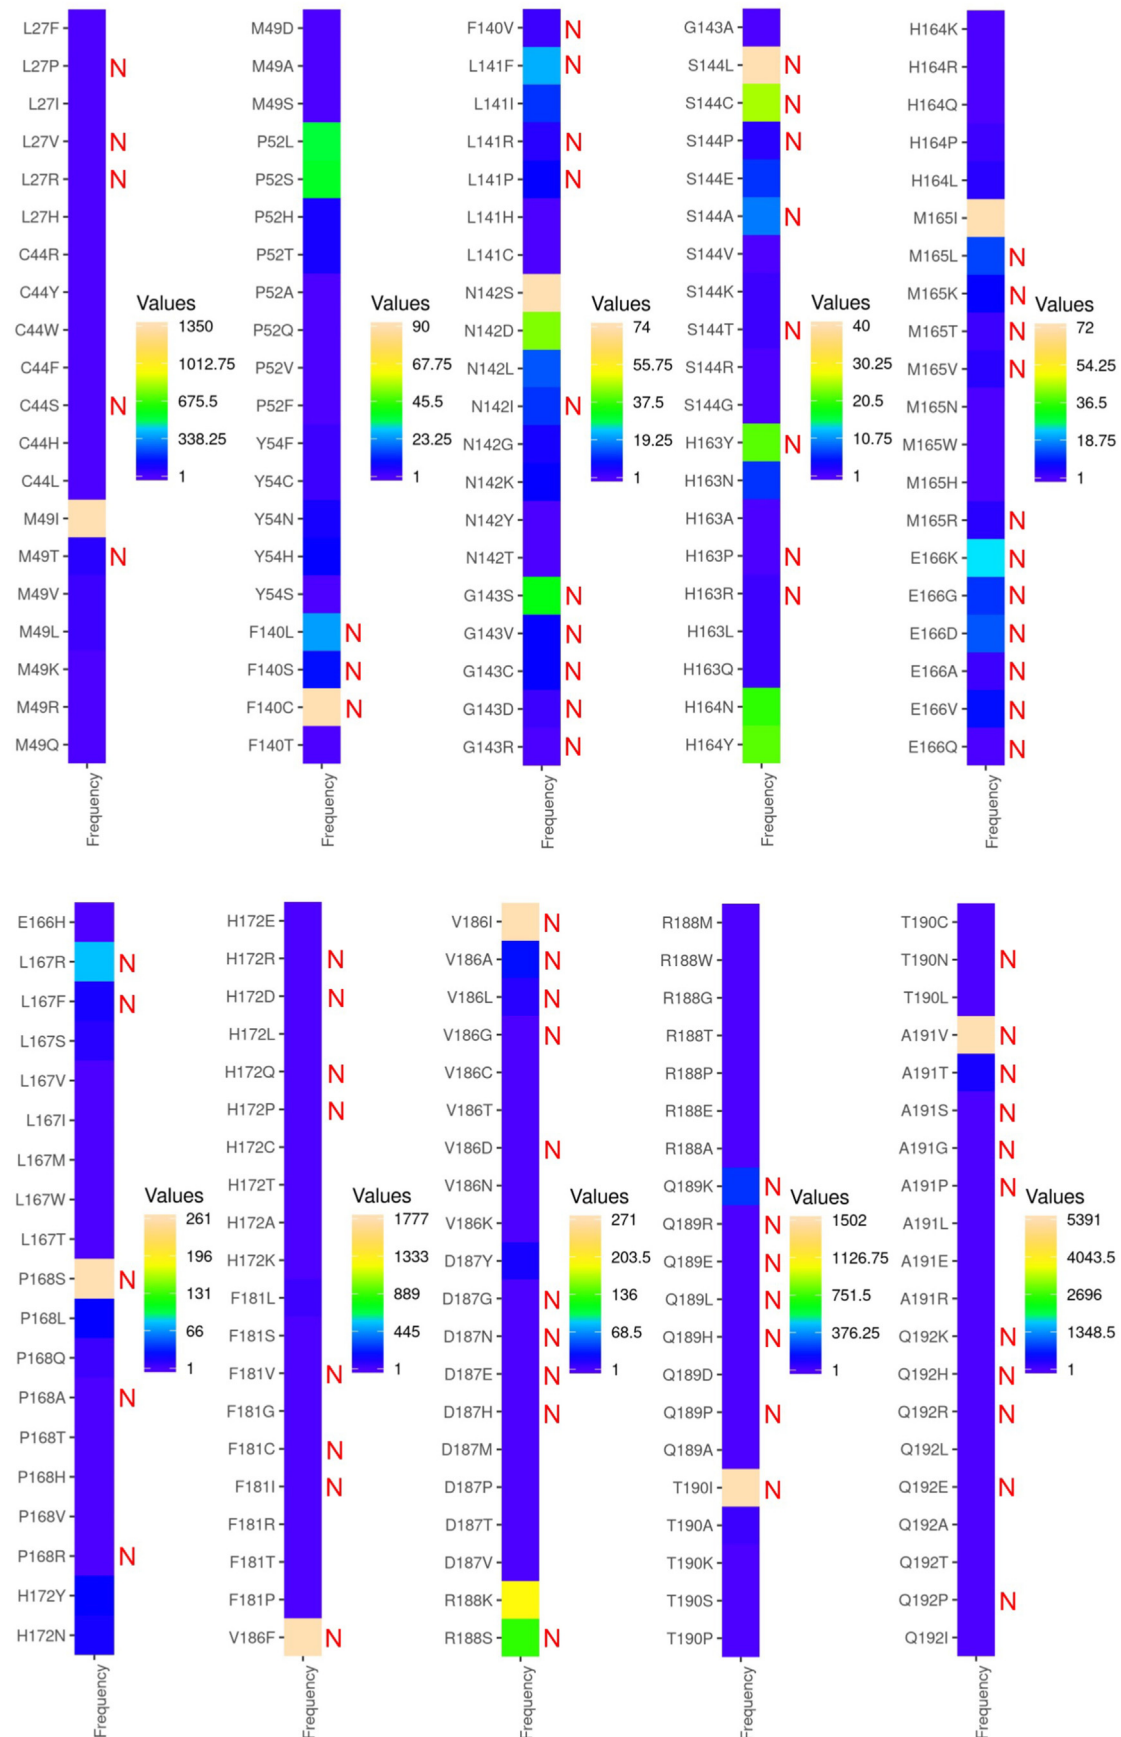 L27F
L27P N
L27I
L27V N
L27R N
L27H
C44R
C44Y
C44W
C44F
C44S N
C44H
C44L
M49I
M49T N
M49V
M49L
M49K
M49R
M49Q
Frequency
Values
1350
1012.75
675.5
338.25
1
M49D
M49A
M49S
P52L
P52S
P52H
P52T
P52A
P52Q
P52V
P52F
Y54F
Y54C
Y54N
Y54H
Y54S
F140L N
F140S N
F140C N
F140T
Frequency
Values
90
67.75
45.5
23.25
1
F140V N
L141F N
L141I
L141R N
L141P N
L141H
L141C
N142S
N142D
N142L
N142I N
N142G
N142K
N142Y
N142T
G143S N
G143V N
G143C N
G143D N
G143R N
Frequency
Values
74
55.75
37.5
19.25
1
G143A
S144L N
S144C N
S144P N
S144E
S144A N
S144V
S144K
S144T N
S144R
S144G
H163Y N
H163N
H163A
H163P N
H163R N
H163L
H163Q
H164N
H164Y
Frequency
Values
40
30.25
20.5
10.75
1
H164K
H164R
H164Q
H164P
H164L
M165I
M165L N
M165K N
M165T N
M165V N
M165N
M165W
M165H
M165R N
E166K N
E166G N
E166D N
E166A N
E166V N
E166Q N
Frequency
Values
72
54.25
36.5
18.75
1
E166H
L167R N
L167F N
L167S
L167V
L167I
L167M
L167W
L167T
P168S N
P168L
P168Q
P168A N
P168T
P168H
P168V
P168R N
H172Y
H172N
Frequency
Values
261
196
131
66
1
H172E
H172R N
H172D N
H172L
H172Q N
H172P N
H172C
H172T
H172A
H172K
F181L
F181S
F181V N
F181G
F181C N
F181I N
F181R
F181T
F181P
V186F N
Frequency
Values
1777
1333
889
445
1
V186I N
V186A N
V186L N
V186G N
V186C
V186T
V186D N
V186N
V186K
D187Y
D187G N
D187N N
D187E N
D187H N
D187M
D187P
D187T
D187V
R188K
R188S N
Frequency
Values
271
203.5
136
68.5
1
R188M
R188W
R188G
R188T
R188P
R188E
R188A
Q189K N
Q189R N
Q189E N
Q189L N
Q189H N
Q189D
Q189P N
Q189A
T190I N
T190A
T190K
T190S
T190P
Frequency
Values
1502
1126.75
751.5
376.25
1
T190C
T190N N
T190L
A191V N
A191T N
A191S N
A191G N
A191P N
A191L
A191E
A191R
Q192K N
Q192H N
Q192R N
Q192L
Q192E N
Q192A
Q192T
Q192P N
Q192I
Frequency
Values
5391
4043.5
2696
1348.5
1